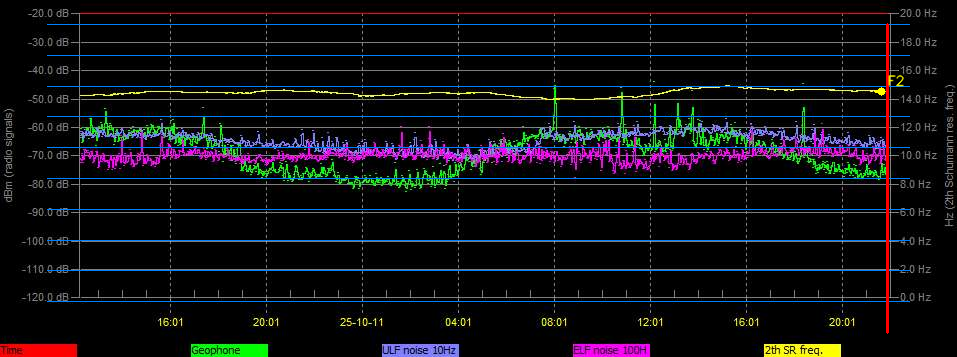 -20.0 dB
20.0 Hz
-30.0 dB
18.0 Hz
-40.0 dB
16.0 Hz
F2
-50.0 dB
14.0 Hz
-60.0 dB
12.0 Hz
-70.0 dB
10.0 Hz
-80.0 dB
8.0 Hz
-90.0 dB
6.0 Hz
-100.0 dB
4.0 Hz
-110.0 dB
2.0 Hz
-120.0 dB
0.0 Hz
dBm (radio signals)
Hz (2th Schumann res. freq.)
16:01 20:01 25-10-11 04:01 08:01 12:01 16:01 20:01
Time Geophone ULF noise 10Hz ELF noise 100H 2th SR freq.